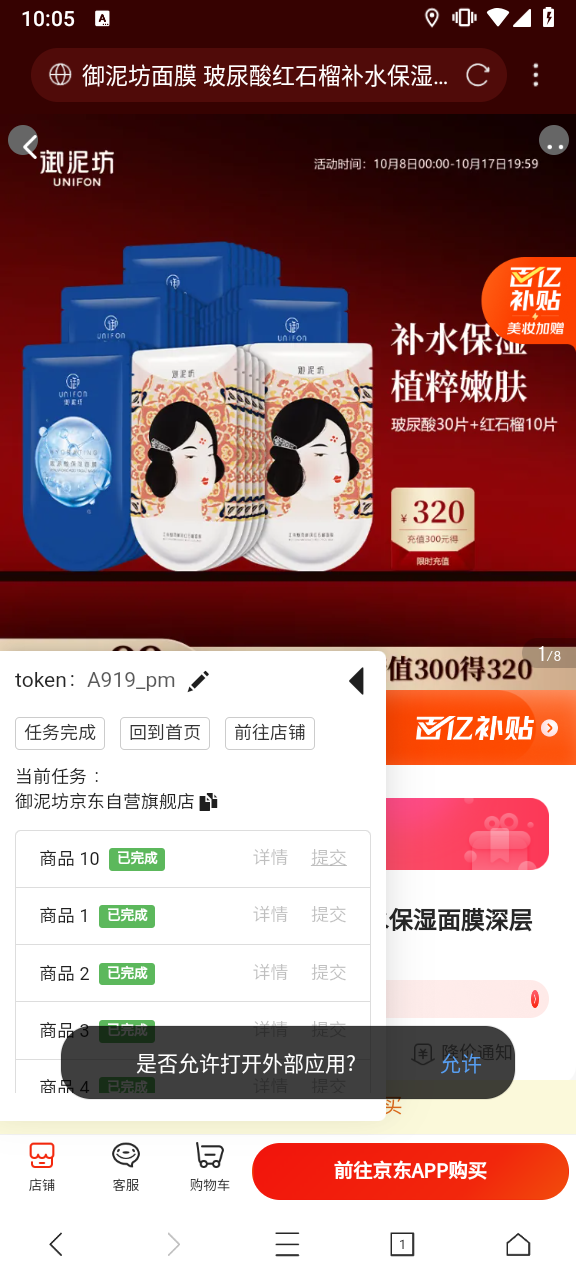 10:05
A
御泥坊面膜 玻尿酸红石榴补水保湿...
御泥坊
UNIFON
活动时间：10月8日00:00-10月17日19:59
百亿
补贴
美妆加赠
补水保湿
植粹嫩肤
玻尿酸30片+红石榴10片
UNIFON
御泥坊
御泥坊
¥320
充值300元得
限时充值
1/8
值300得320
token： A919_pm
百亿补贴
任务完成
回到首页
前往店铺
当前任务：
御泥坊京东自营旗舰店
商品 10 已完成 详情 提交
商品 1 已完成 详情 提交
保湿面膜深层
商品 2 已完成 详情 提交
商品 3 已完成 详情 提交
降价通知
是否允许打开外部应用? 允许
商品 4 已完成 详情 提交
买
店铺
客服
购物车
前往京东APP购买
1